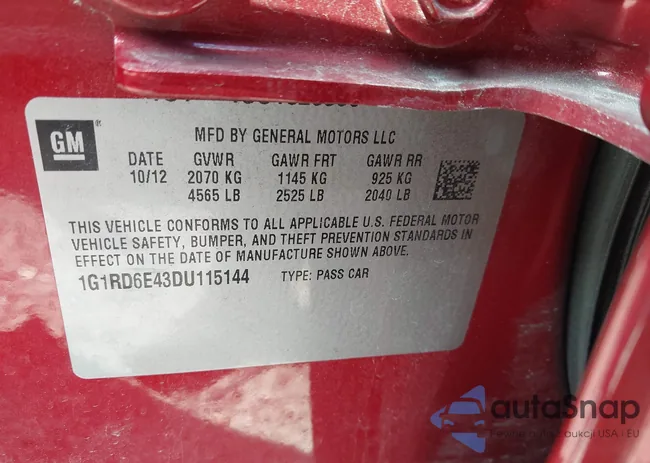 GM
MFD BY GENERAL MOTORS LLC
DATE GVWR GAWR FRT GAWR RR
10/12 2070 KG 1145 KG 925 KG
4565 LB 2525 LB 2040 LB
THIS VEHICLE CONFORMS TO ALL APPLICABLE U.S. FEDERAL MOTOR
VEHICLE SAFETY, BUMPER, AND THEFT PREVENTION STANDARDS IN
EFFECT ON THE DATE OF MANUFACTURE SHOWN ABOVE.
1G1RD6E43DU115144 TYPE: PASS CAR
autoSnap
USA - EU